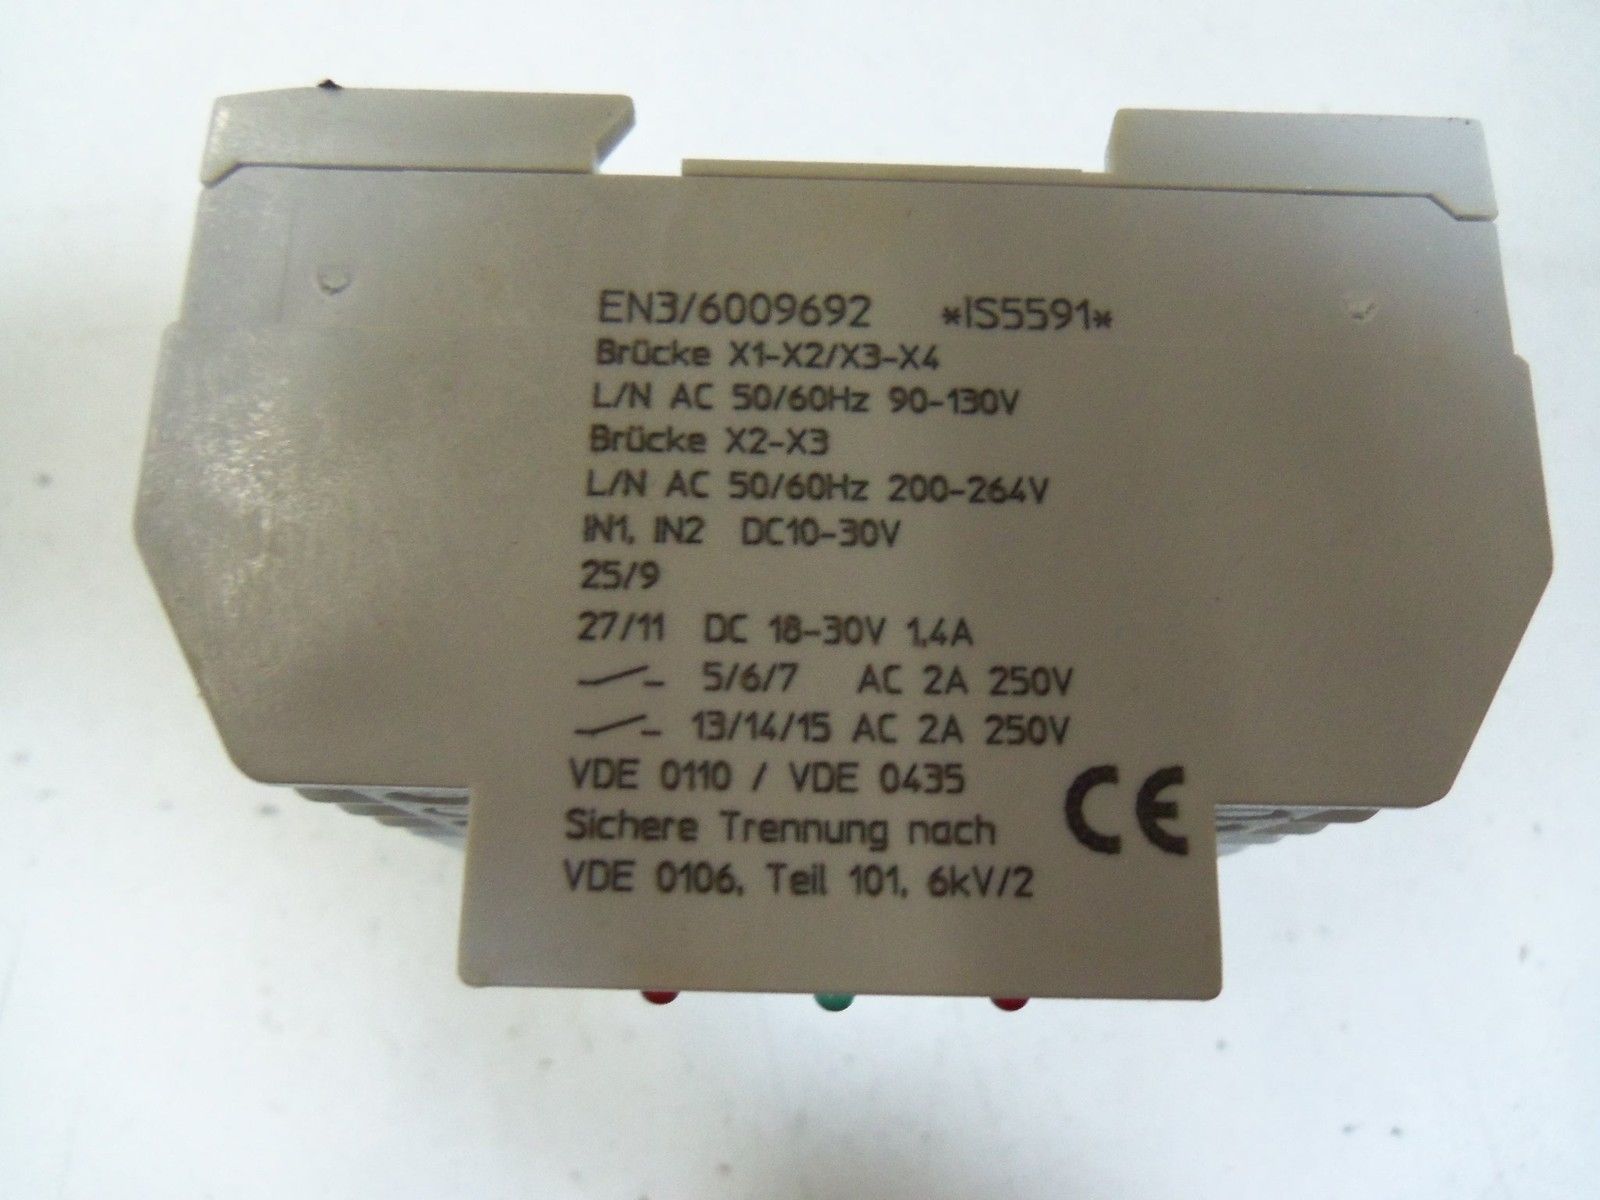 EN3/6009692 *IS5591*
Brücke X1-X2/X3-X4
L/N AC 50/60Hz 90-130V
Brücke X2-X3
L/N AC 50/60Hz 200-264V
IN1, IN2 DC10-30V
25/9
27/11 DC 18-30V 1,4A
5/6/7 AC 2A 250V
13/14/15 AC 2A 250V
VDE 0110 / VDE 0435
Sichere Trennung nach
VDE 0106, Teil 101, 6kV/2
CE